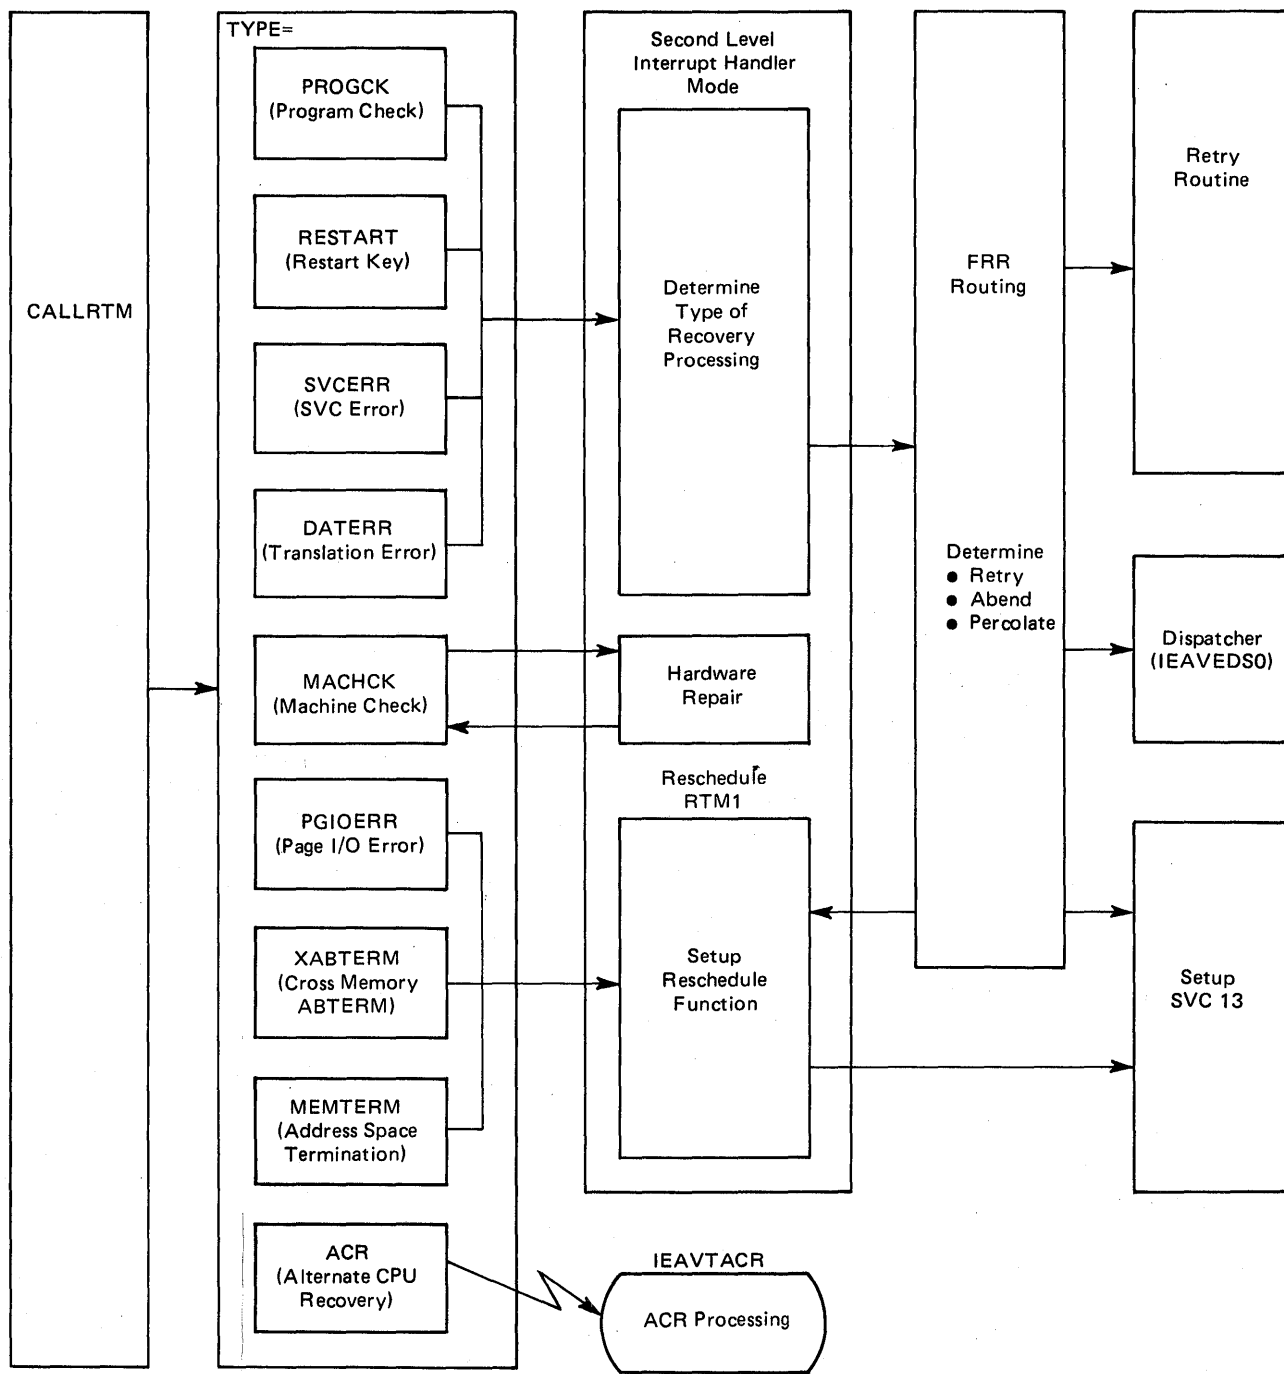 CALLRTM
TYPE=
PROGCK
(Program Check)
RESTART
(Restart Key)
SVCERR
(SVC Error)
DATERR
(Translation Error)
MACHCK
(Machine Check)
PGIOERR
(Page I/O Error)
XABTERM
(Cross Memory
ABTERM)
MEMTERM
(Address Space
Termination)
ACR
(Alternate CPU
Recovery)
Second Level
Interrupt Handler
Mode
Determine
Type of
Recovery
Processing
Hardware
Repair
Reschedule
RTM1
Setup
Reschedule
Function
IEAVTACR
ACR Processing
FRR
Routing
Determine
● Retry
● Abend
● Percolate
Retry
Routine
Dispatcher
(IEAVEDS0)
Setup
SVC 13